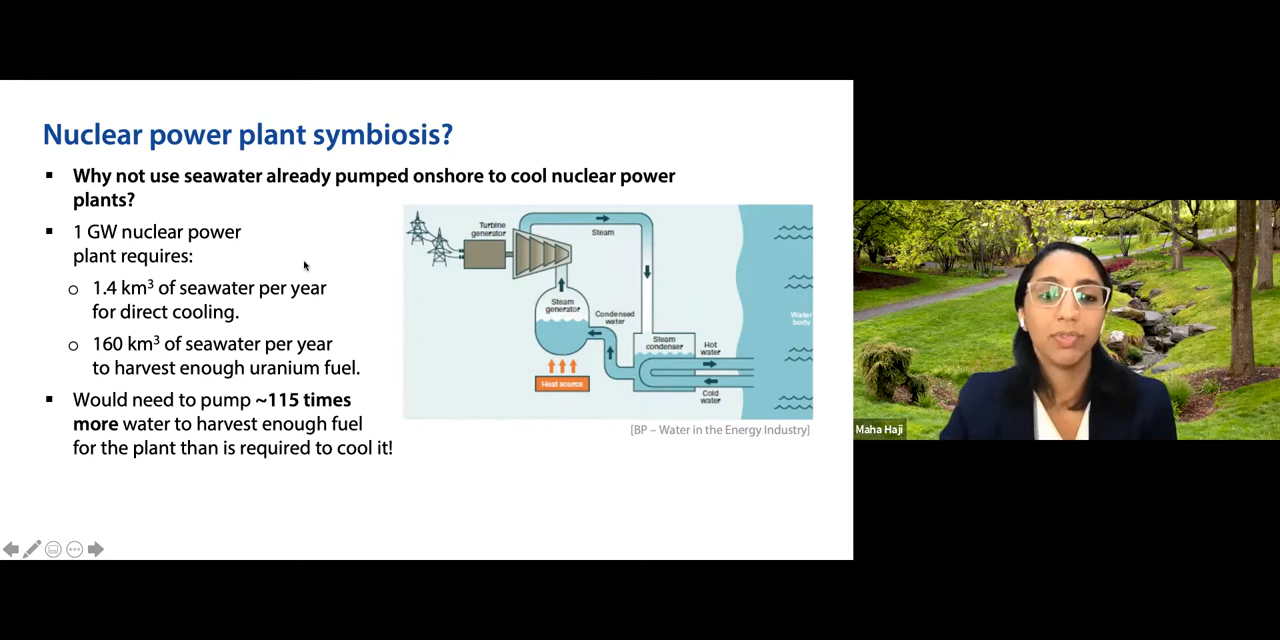 Nuclear power plant symbiosis?
▪ Why not use seawater already pumped onshore to cool nuclear power
plants?
▪ 1 GW nuclear power
plant requires:
o 1.4 km³ of seawater per year
for direct cooling.
o 160 km³ of seawater per year
to harvest enough uranium fuel.
▪ Would need to pump ~115 times
more water to harvest enough fuel
for the plant than is required to cool it!
Turbine
generator
Steam
Steam
generator
Condensed
water
Heat source
Steam
condenser
Hot
water
Cold
water
Water
body
[BP – Water in the Energy Industry]
Maha Haji